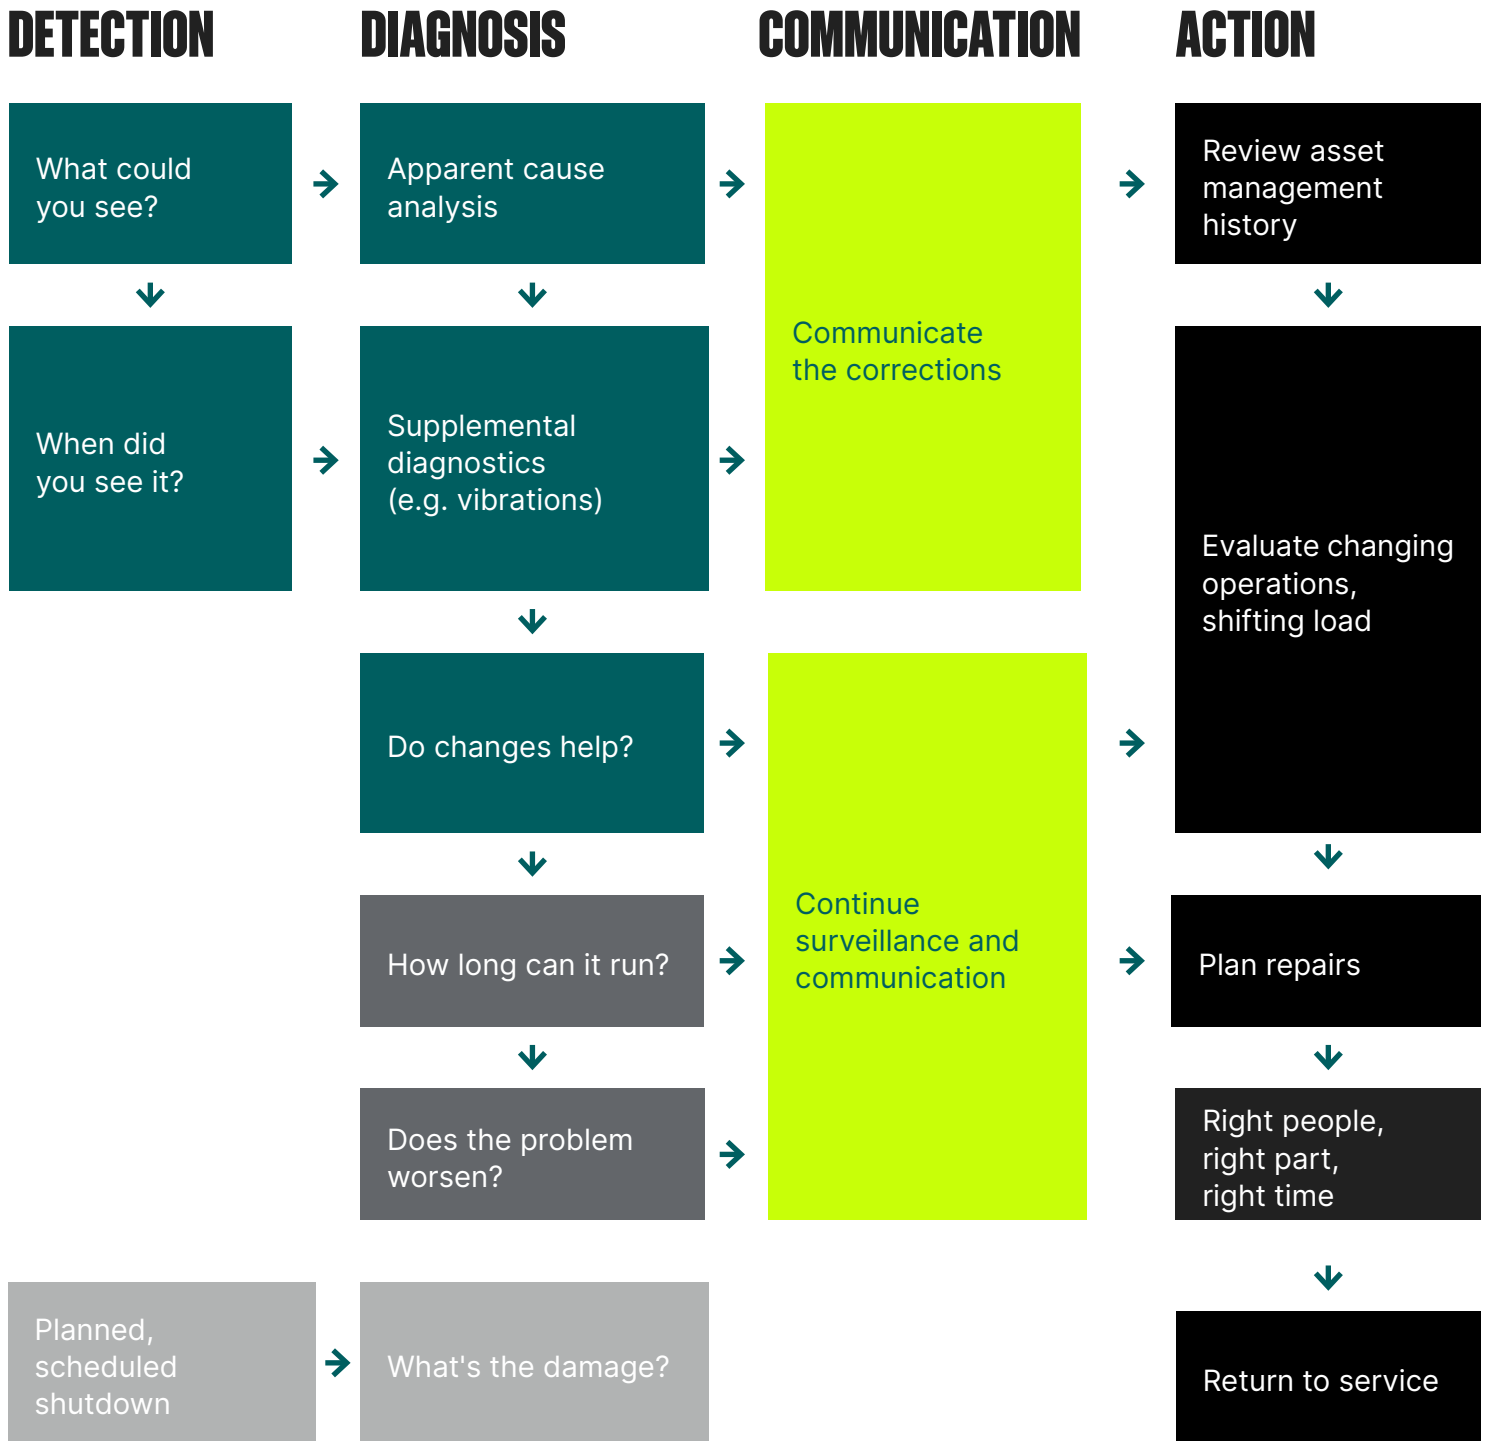 DETECTION
DIAGNOSIS
COMMUNICATION
ACTION
What could
you see?
Apparent cause
analysis
Communicate
the corrections
Review asset
management
history
When did
you see it?
Supplemental
diagnostics
(e.g. vibrations)
Evaluate changing
operations,
shifting load
Do changes help?
Continue
surveillance and
communication
How long can it run?
Plan repairs
Does the problem
worsen?
Right people,
right part,
right time
Planned,
scheduled
shutdown
What's the damage?
Return to service